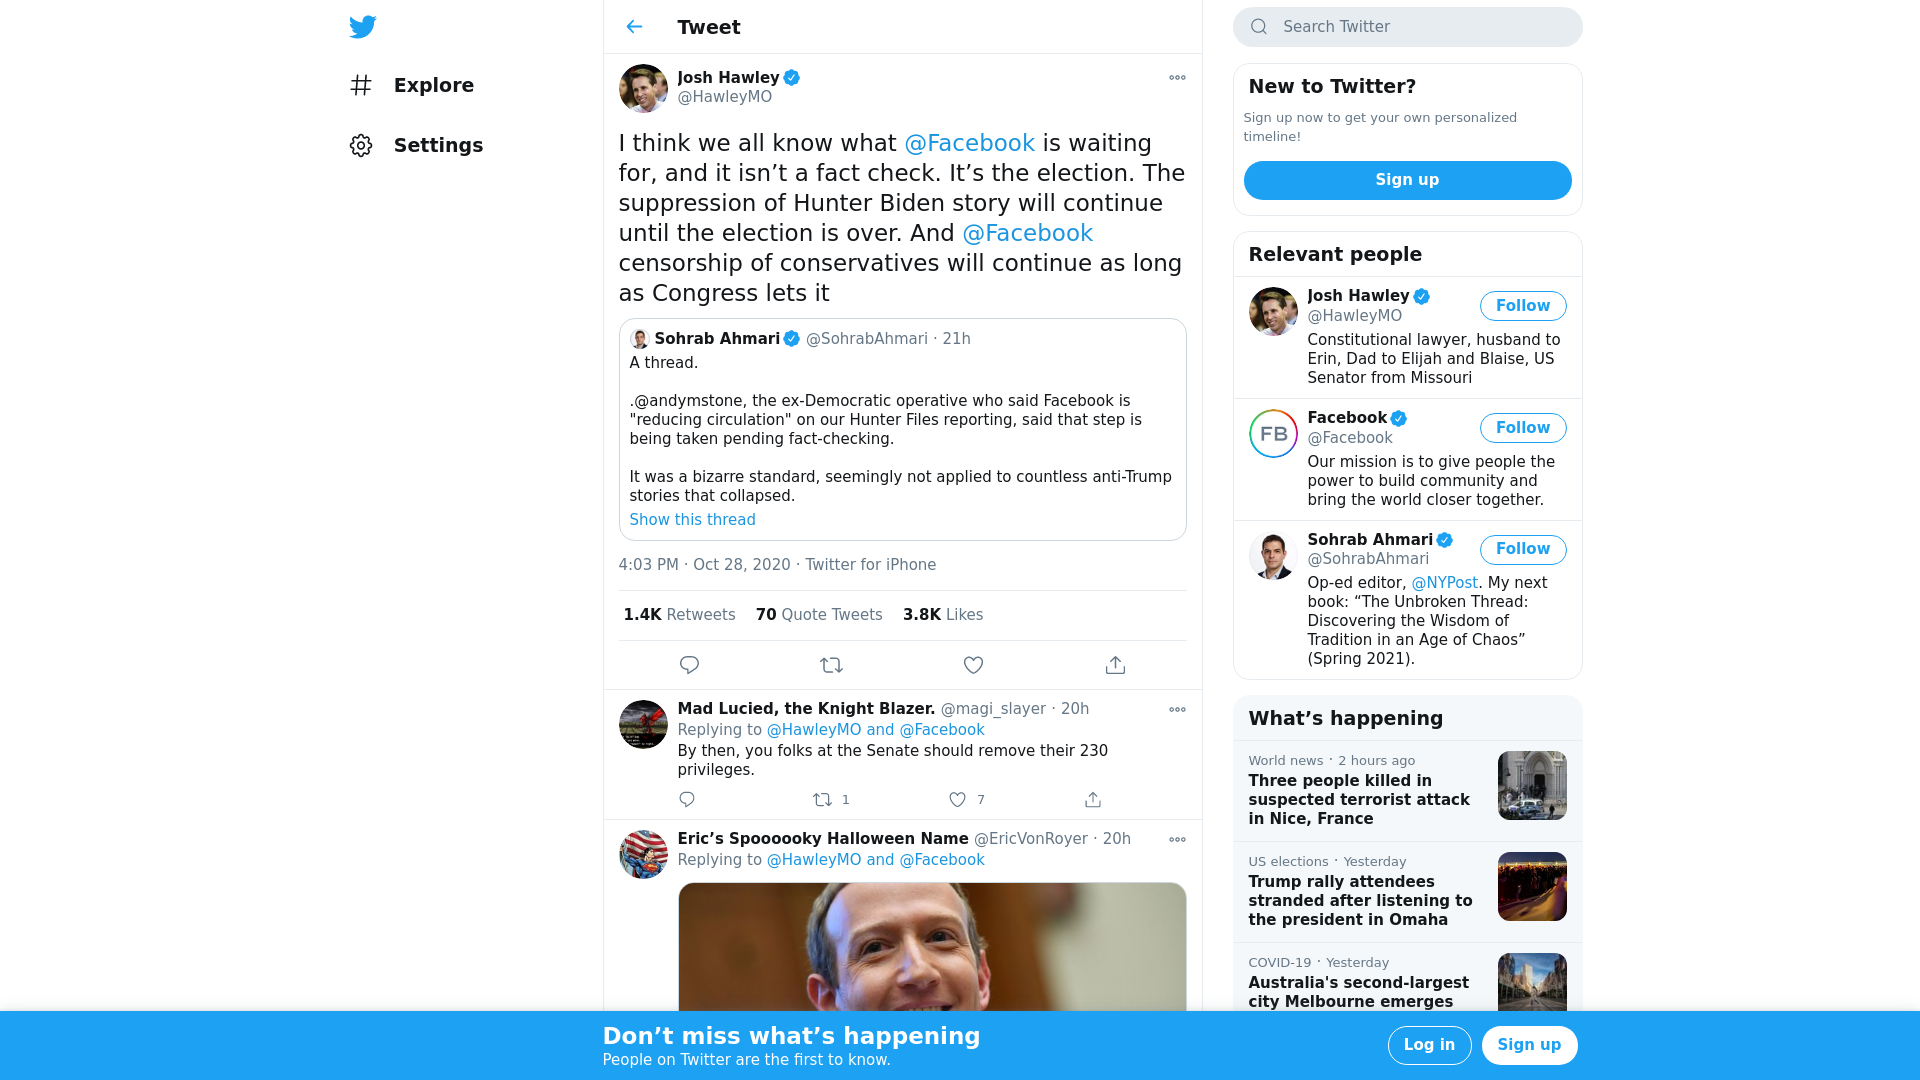 Tweet
Explore
Settings
Josh Hawley
@HawleyMO
I think we all know what @Facebook is waiting
for, and it isn’t a fact check. It’s the election. The
suppression of Hunter Biden story will continue
until the election is over. And @Facebook
censorship of conservatives will continue as long
as Congress lets it
Sohrab Ahmari @SohrabAhmari · 21h
A thread.
.@andymstone, the ex-Democratic operative who said Facebook is
"reducing circulation" on our Hunter Files reporting, said that step is
being taken pending fact-checking.
It was a bizarre standard, seemingly not applied to countless anti-Trump
stories that collapsed.
Show this thread
4:03 PM · Oct 28, 2020 · Twitter for iPhone
1.4K Retweets 70 Quote Tweets 3.8K Likes
Mad Lucied, the Knight Blazer. @magi_slayer · 20h
Replying to @HawleyMO and @Facebook
By then, you folks at the Senate should remove their 230
privileges.
1 7
Eric’s Spoooooky Halloween Name @EricVonRoyer · 20h
Replying to @HawleyMO and @Facebook
Search Twitter
New to Twitter?
Sign up now to get your own personalized
timeline!
Sign up
Relevant people
Josh Hawley
@HawleyMO
Follow
Constitutional lawyer, husband to
Erin, Dad to Elijah and Blaise, US
Senator from Missouri
FB
Facebook
@Facebook
Follow
Our mission is to give people the
power to build community and
bring the world closer together.
Sohrab Ahmari
@SohrabAhmari
Follow
Op-ed editor, @NYPost. My next
book: “The Unbroken Thread:
Discovering the Wisdom of
Tradition in an Age of Chaos”
(Spring 2021).
What’s happening
World news · 2 hours ago
Three people killed in
suspected terrorist attack
in Nice, France
US elections · Yesterday
Trump rally attendees
stranded after listening to
the president in Omaha
COVID-19 · Yesterday
Australia's second-largest
city Melbourne emerges
Don’t miss what’s happening
People on Twitter are the first to know.
Log in
Sign up